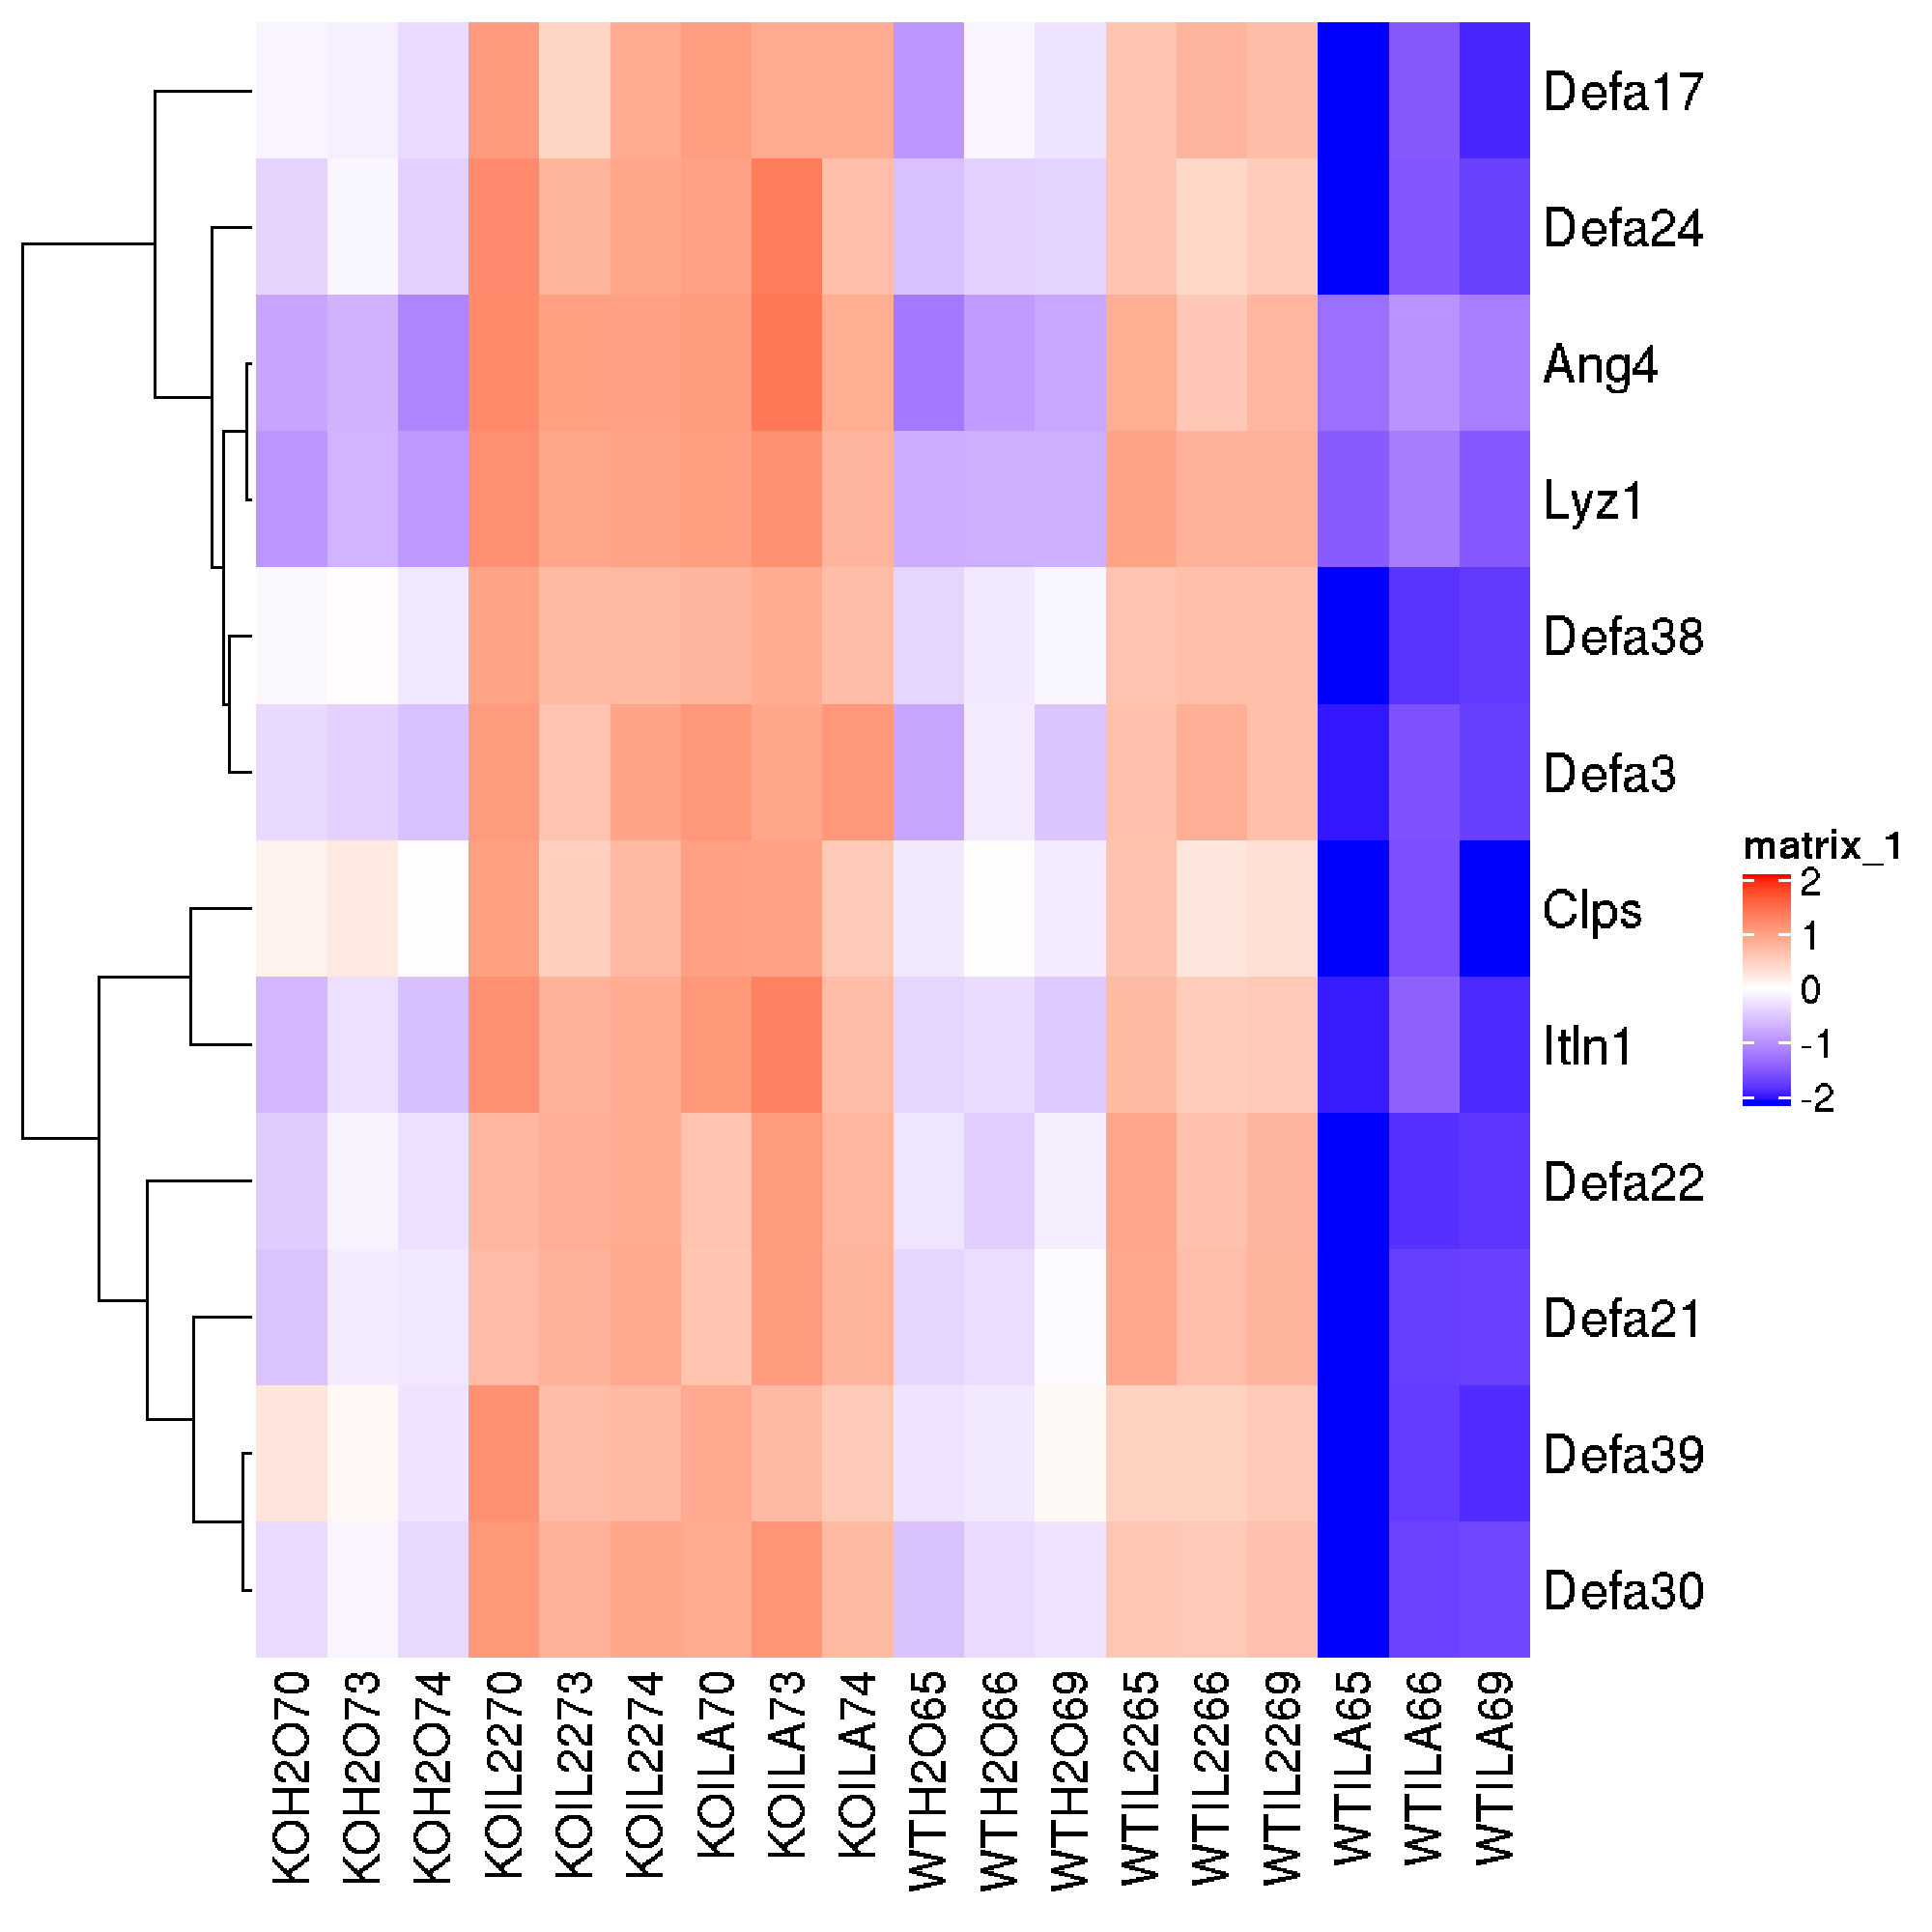 Defa17
Defa24
Ang4
Lyz1
Defa38
Defa3
Clps
Itln1
Defa22
Defa21
Defa39
Defa30
matrix_1
2
1
0
-1
-2
KOH2O70
KOH2O73
KOH2O74
KOIL2270
KOIL2273
KOIL2274
KOILA70
KOILA73
KOILA74
WTH2O65
WTH2O66
WTH2O69
WTIL2265
WTIL2266
WTIL2269
WTILA65
WTILA66
WTILA69